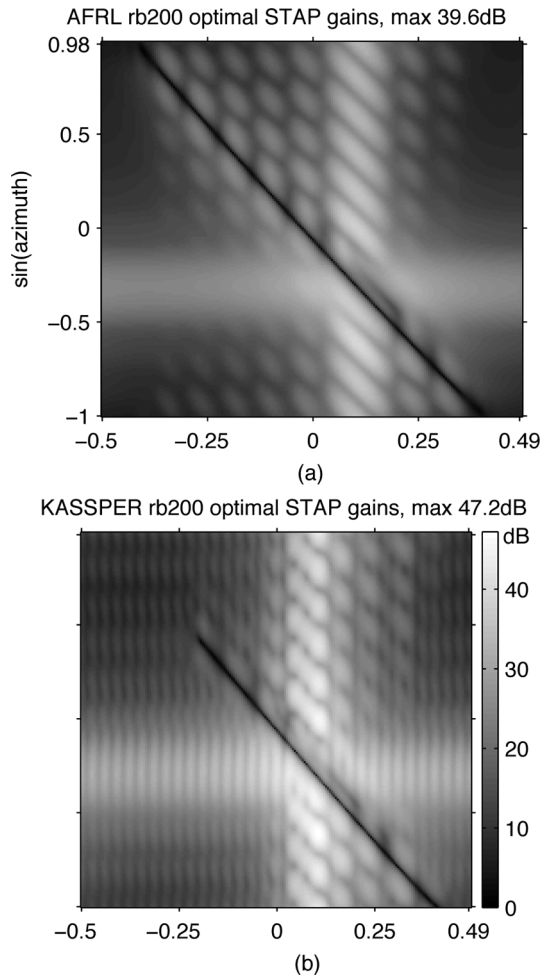 AFRL rb200 optimal STAP gains, max 39.6dB
0.98
0.5
0
−0.5
−1
sin(azimuth)
−0.5 −0.25 0 0.25 0.49
(a)
KASSPER rb200 optimal STAP gains, max 47.2dB
dB
40
30
20
10
0
−0.5 −0.25 0 0.25 0.49
(b)